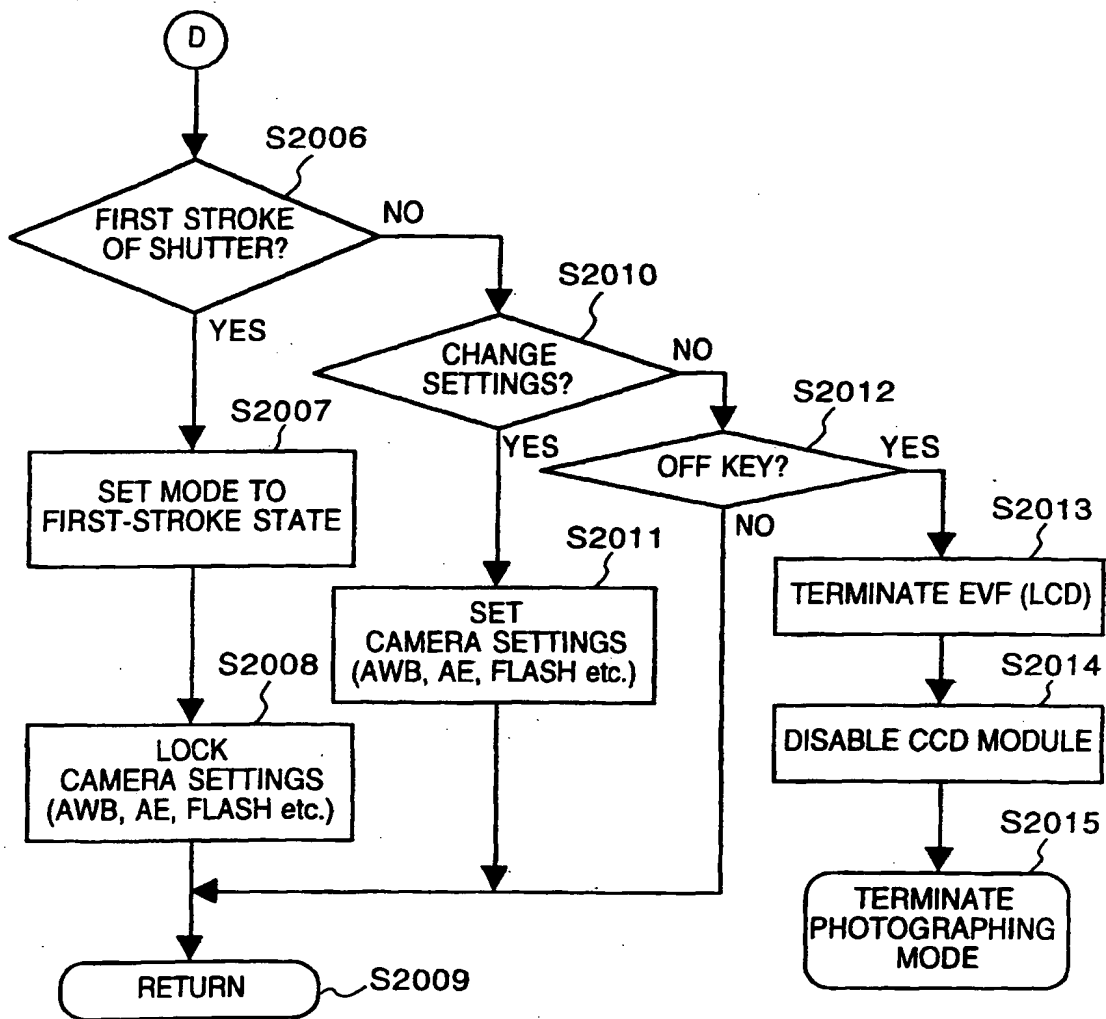 D
S2006
FIRST STROKE
OF SHUTTER?
NO
YES
S2010
CHANGE
SETTINGS?
NO
YES
S2007
SET MODE TO
FIRST-STROKE STATE
S2012
OFF KEY?
YES
NO
S2013
TERMINATE EVF (LCD)
S2011
SET
CAMERA SETTINGS
(AWB, AE, FLASH etc.)
S2008
LOCK
CAMERA SETTINGS
(AWB, AE, FLASH etc.)
S2014
DISABLE CCD MODULE
S2015
TERMINATE
PHOTOGRAPHING
MODE
RETURN
S2009